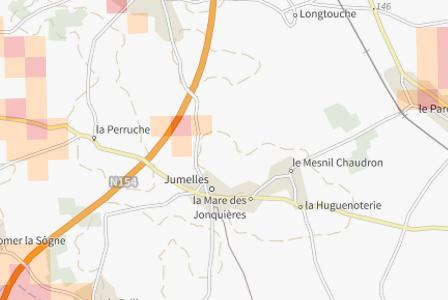 Longtouche
146
le Par
la Perruche
le Mesnil Chaudron
N154
Jumelles
la Mare des
Jonquières
la Huguenoterie
omer la Sôgne